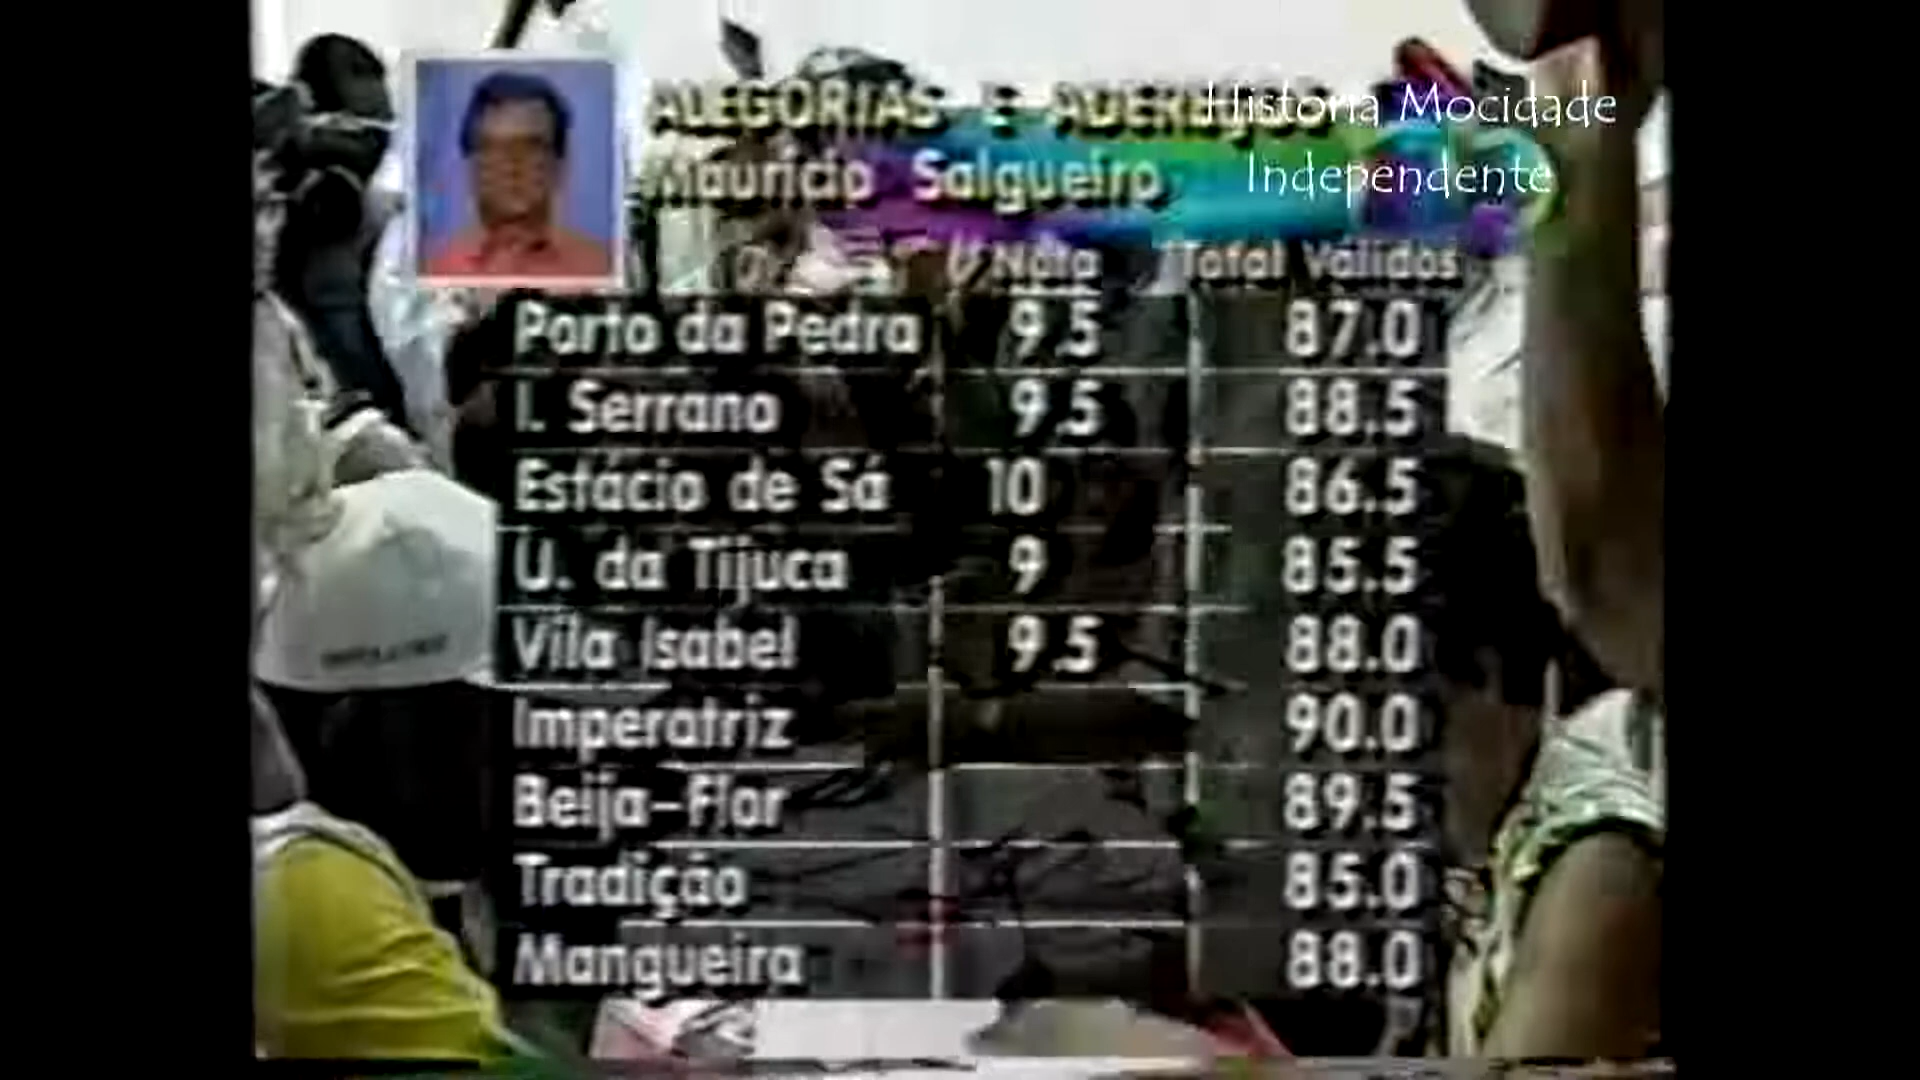 ALEGORIAS E ADEREÇOS
Historia Mocidade
Independente
Maurício Salgueiro
Nota Total Válidos
Porto da Pedra 9.5 87.0
I. Serrano 9.5 88.5
Estácio de Sá 10 86.5
U. da Tijuca 9 85.5
Vila Isabel 9.5 88.0
Imperatriz 90.0
Beija-Flor 89.5
Tradição 85.0
Mangueira 88.0